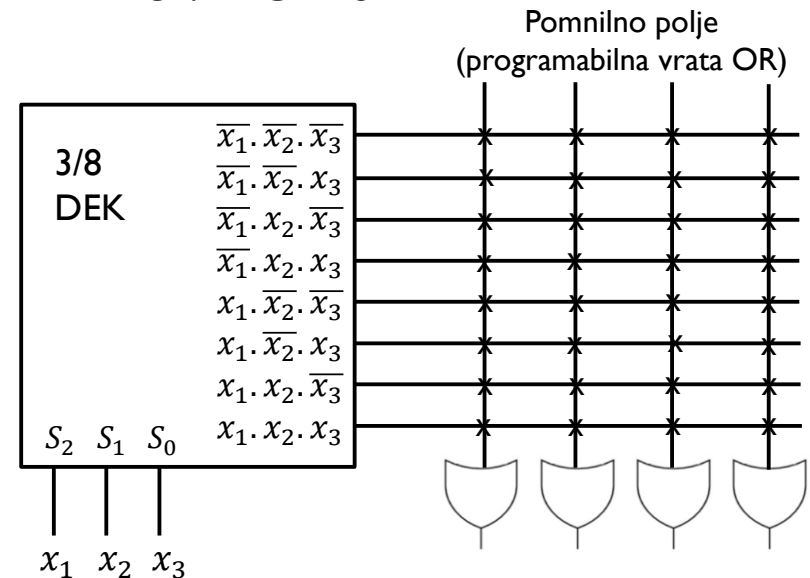 Pomnilno polje
(programabilna vrata OR)
3/8
DEK
x̅₁. x̅₂. x̅₃
x̅₁. x̅₂. x₃
x̅₁. x₂. x̅₃
x̅₁. x₂. x₃
x₁. x̅₂. x̅₃
x₁. x̅₂. x₃
x₁. x₂. x̅₃
x₁. x₂. x₃
S₂ S₁ S₀
x₁ x₂ x₃